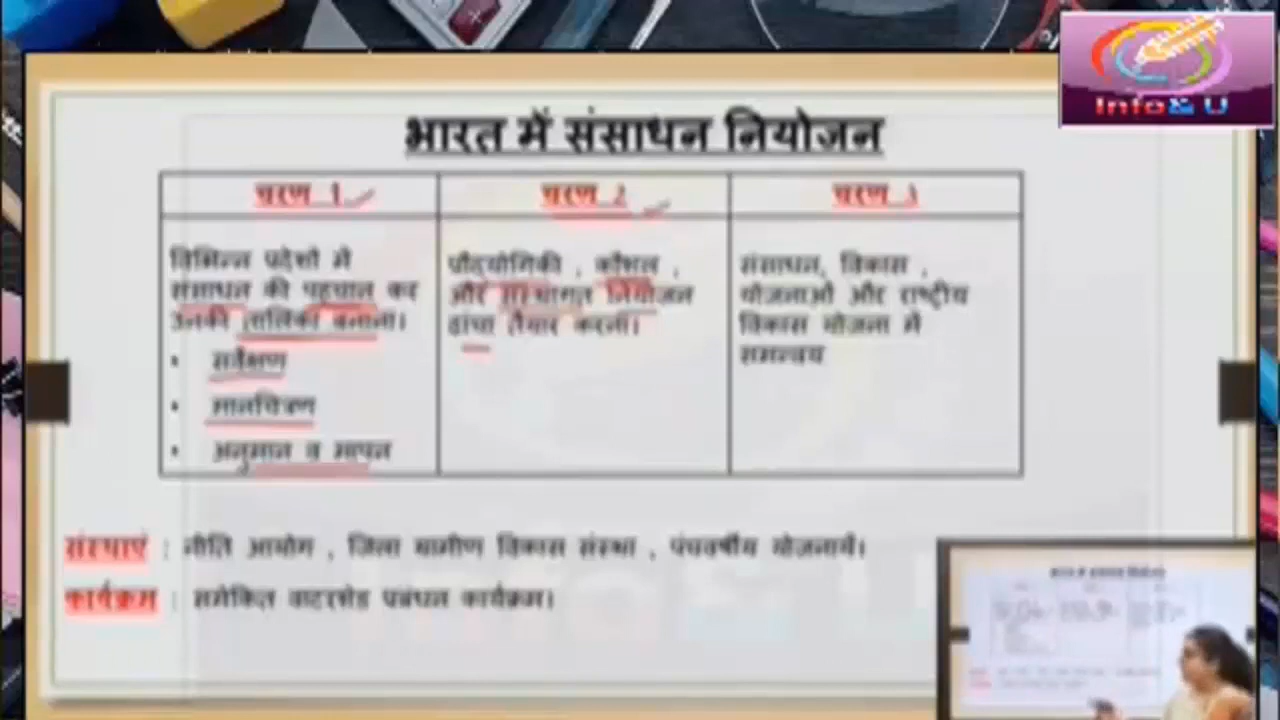 Info& U
भारत में संसाधन नियोजन
चरण 1
चरण 2
चरण 3
विभिन्न प्रदेशों में
संसाधन की पहचान कर
उनकी तालिका बनाना।
• सर्वेक्षण
• मानचित्रण
• अनुमान व मापन
प्रौद्योगिकी , कौशल ,
और संस्थागत नियोजन
ढांचा तैयार करना।
संसाधन, विकास ,
योजनाओं और राष्ट्रीय
विकास योजना में
समन्वय
संस्थाएं : नीति आयोग , जिला ग्रामीण विकास संस्था , पंचवर्षीय योजनायें।
कार्यक्रम : समेकित वाटरशेड प्रबंधन कार्यक्रम।